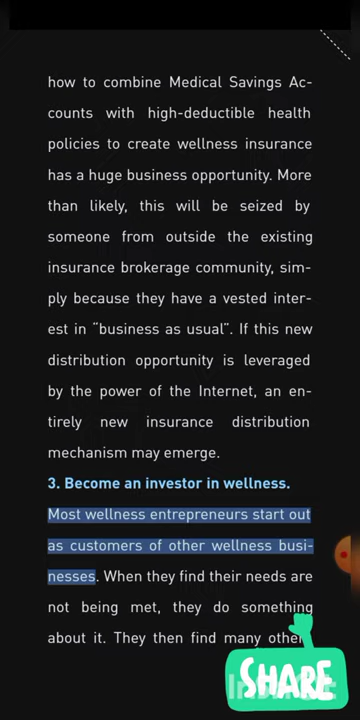 how to combine Medical Savings Ac-
counts with high-deductible health
policies to create wellness insurance
has a huge business opportunity. More
than likely, this will be seized by
someone from outside the existing
insurance brokerage community, sim-
ply because they have a vested inter-
est in "business as usual". If this new
distribution opportunity is leveraged
by the power of the Internet, an en-
tirely new insurance distribution
mechanism may emerge.
3. Become an investor in wellness.
Most wellness entrepreneurs start out
as customers of other wellness busi-
nesses. When they find their needs are
not being met, they do something
about it. They then find many other
SHARE